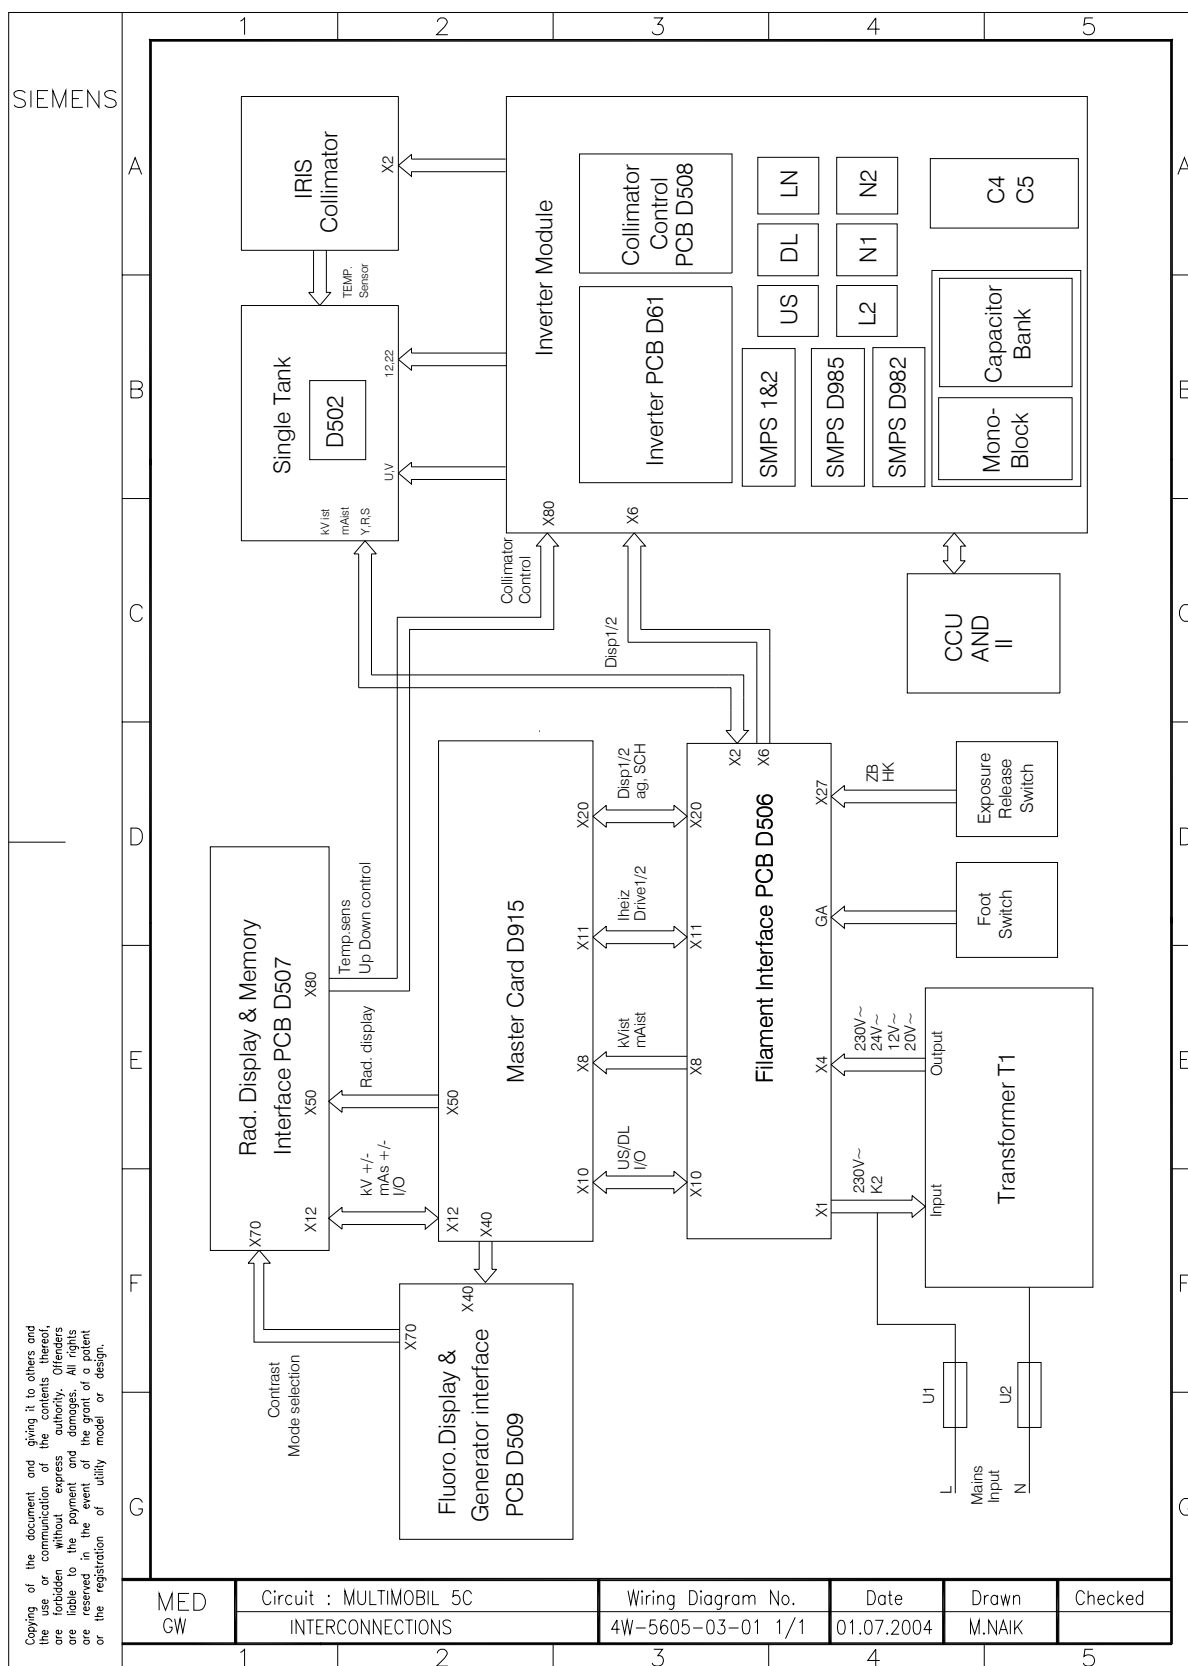 1
2
3
4
5
SIEMENS
A
B
C
D
E
F
G
A
B
C
D
E
F
G
IRIS
Collimator
X2
TEMP.
Sensor
Single Tank
D502
12,22
U,V
kV ist
mAist
Y,R,S
Inverter Module
Collimator
Control
PCB D508
Inverter PCB D61
LN
DL
US
N2
N1
L2
SMPS 1&2
SMPS D985
SMPS D982
C4
C5
Capacitor
Bank
Mono-
Block
X80
X6
Collimator
Control
Disp1/2
CCU
AND
II
Rad. Display & Memory
Interface PCB D507
X80
X50
X12
X70
Temp.sens
Up Down control
Rad. display
kV +/-
mAs +/-
I/O
Master Card D915
X20
X11
X8
X10
X50
X12
X40
Disp1/2
ag, SCH
Iheiz
Drive1/2
kVist
mAist
US/DL
I/O
Filament Interface PCB D506
X2
X6
X20
X11
X8
X10
X27
GA
X4
X1
ZB
HK
Exposure
Release
Switch
Foot
Switch
230V~
24V~
12V~
20V~
Output
230V~
K2
Input
Transformer T1
Contrast
Mode selection
X70
X40
Fluoro.Display &
Generator interface
PCB D509
U1
U2
L
Mains
Input
N
Copying of the document and giving it to others and
the use or communication of the contents thereof,
are forbidden without express authority. Offenders
are liable to the payment and damages. All rights
are reserved in the event of the grant of a patent
or the registration of utility model or design.
MED
GW
Circuit : MULTIMOBIL 5C
INTERCONNECTIONS
Wiring Diagram No.
4W-5605-03-01 1/1
Date
01.07.2004
Drawn
M.NAIK
Checked
1
2
3
4
5